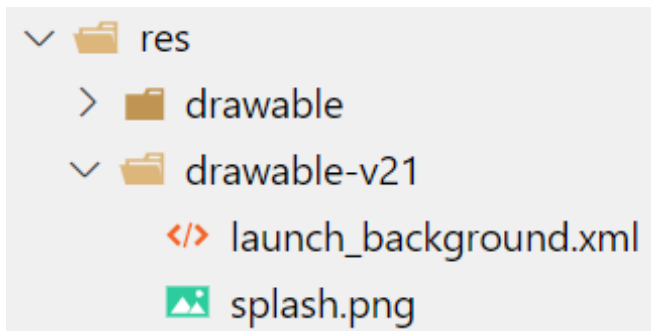 res
drawable
drawable-v21
launch_background.xml
splash.png